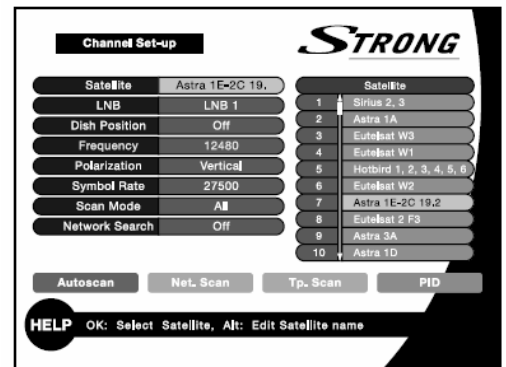 Channel Set-up
STRONG
Satellite Astra 1E-2C 19.
LNB LNB 1
Dish Position Off
Frequency 12480
Polarization Vertical
Symbol Rate 27500
Scan Mode All
Network Search Off
Satellite
1 Sirius 2, 3
2 Astra 1A
3 Eutelsat W3
4 Eutelsat W1
5 Hotbird 1, 2, 3, 4, 5, 6
6 Eutelsat W2
7 Astra 1E-2C 19.2
8 Eutelsat 2 F3
9 Astra 3A
10 Astra 1D
Autoscan Net. Scan Tp. Scan PID
HELP OK: Select Satellite, Alt: Edit Satellite name